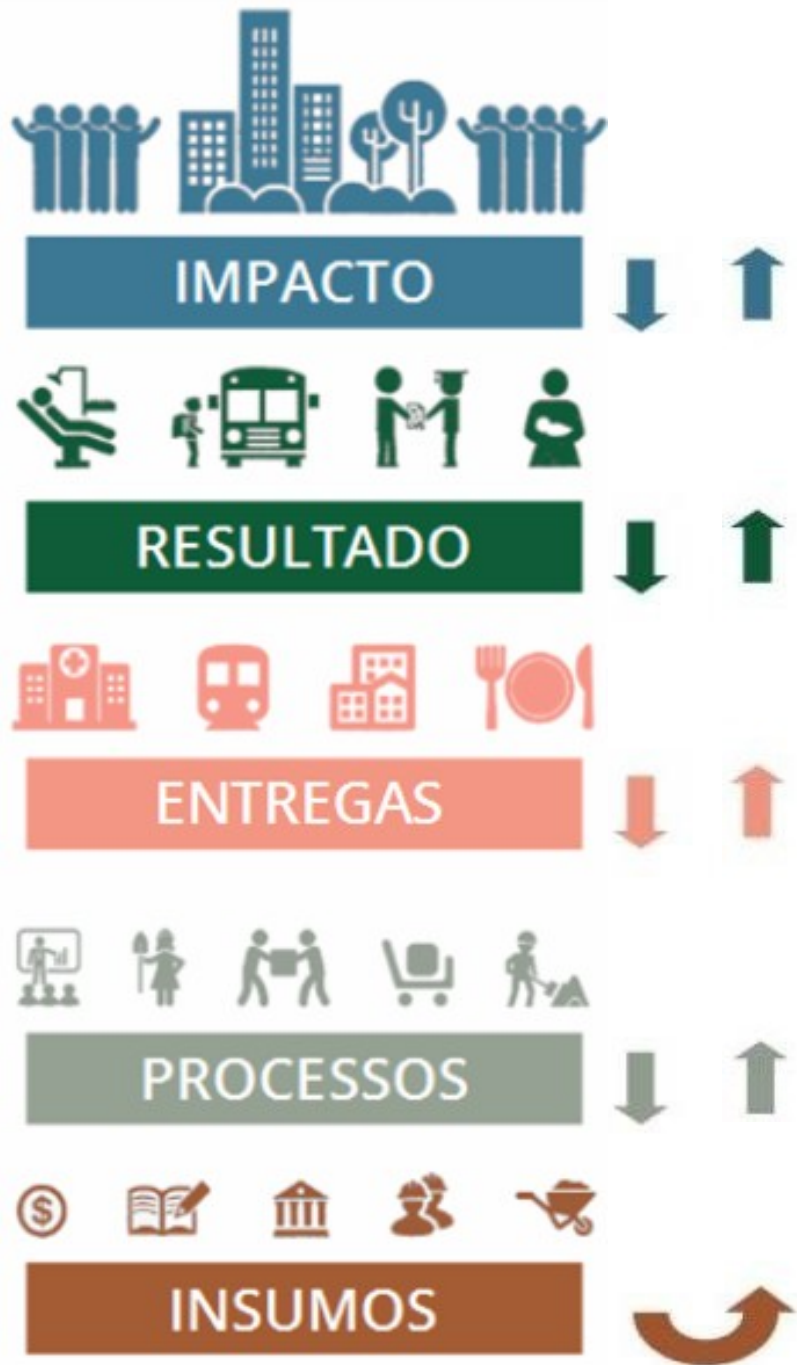 IMPACTO
RESULTADO
ENTREGAS
PROCESSOS
$
INSUMOS